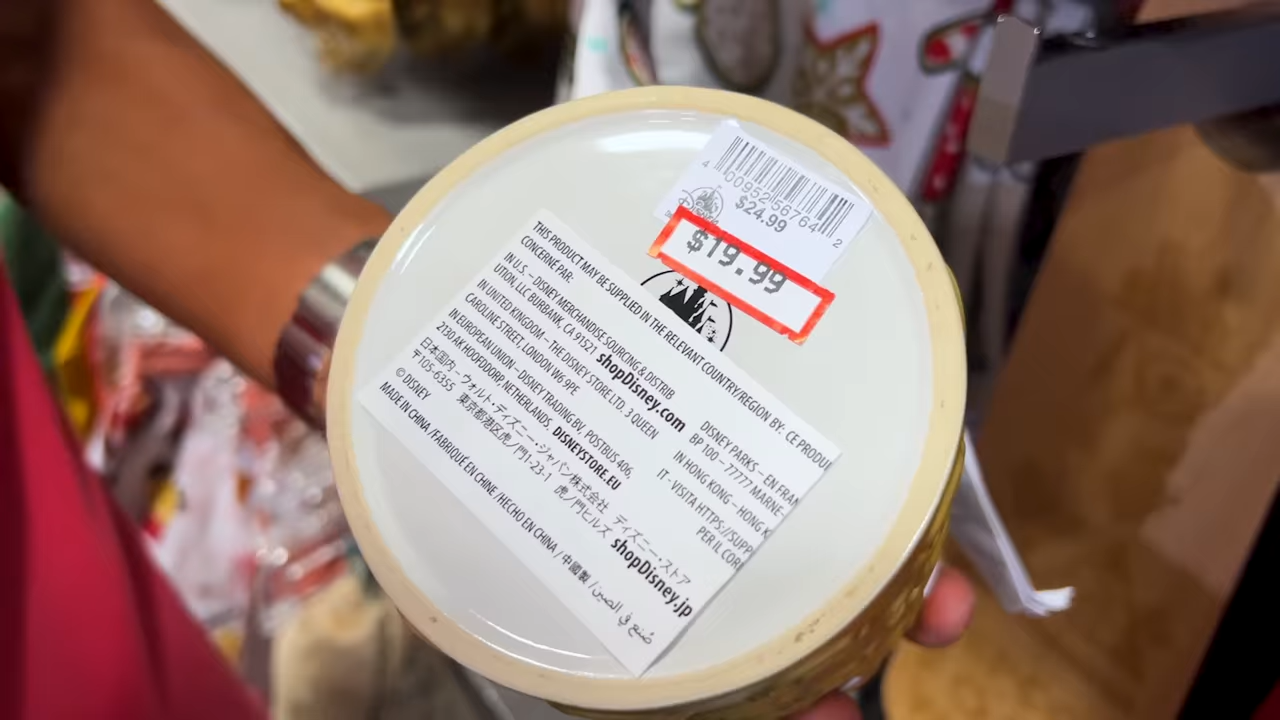 4 00952 56764 2
$24.99
$19.99
THIS PRODUCT MAY BE SUPPLIED IN THE RELEVANT COUNTRY/REGION BY: CE PRODU
CONCERNÉ PAR:
IN U.S. – DISNEY MERCHANDISE SOURCING & DISTRIB
UTION, LLC BURBANK, CA 91521 shopDisney.com
IN UNITED KINGDOM – THE DISNEY STORE LTD. 3 QUEEN
CAROLINE STREET, LONDON W6 9PE
IN EUROPEAN UNION – DISNEY TRADING BV, POSTBUS 406,
2130 AK HOOFDDORP, NETHERLANDS, DISNEYSTORE.EU
日本国内 – ウォルト・ディズニー・ジャパン株式会社 ディズニー・ストア
〒105-6355 東京都港区虎ノ門1-23-1 虎ノ門ヒルズ shopDisney.jp
© DISNEY
MADE IN CHINA /FABRIQUÉ EN CHINE /HECHO EN CHINA / 中國製 / صُنع في الصين
DISNEY PARKS – EN FRAN
BP 100 – 77777 MARNE-
IN HONG KONG – HONG K
IT - VISITA HTTPS://SUPP
PER IL COR